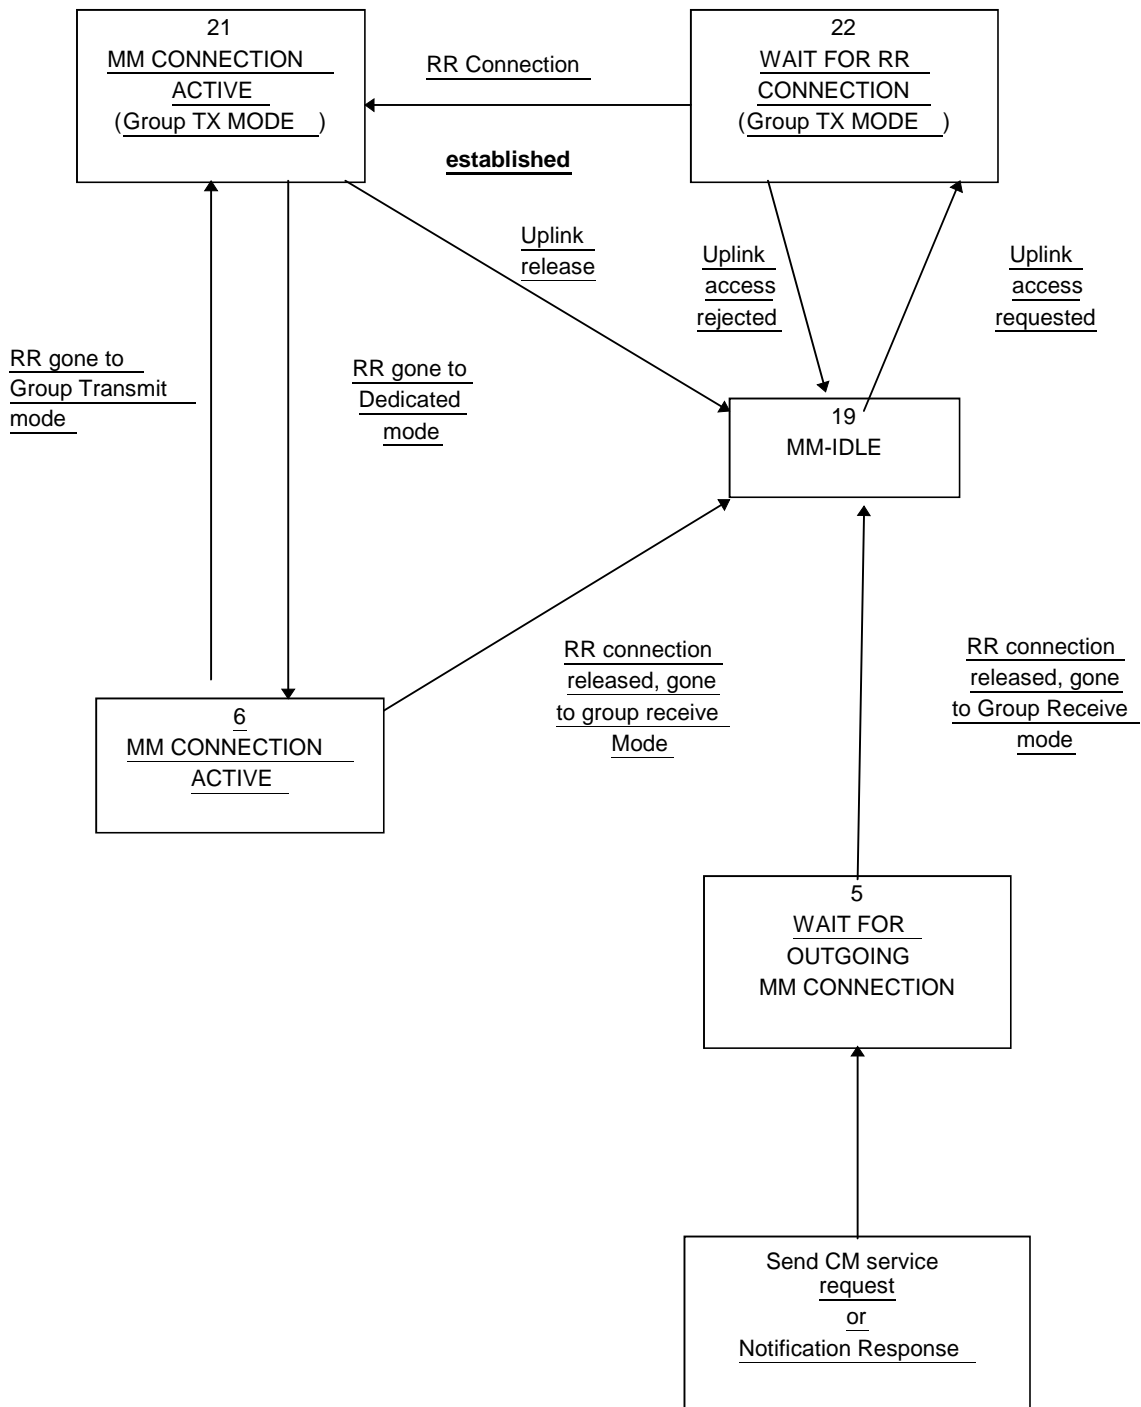 21
MM CONNECTION
ACTIVE
(Group TX MODE )
22
WAIT FOR RR
CONNECTION
(Group TX MODE )
RR Connection
established
Uplink
release
Uplink
access
rejected
Uplink
access
requested
RR gone to
Group Transmit
mode
RR gone to
Dedicated
mode
19
MM-IDLE
RR connection
released, gone
to group receive
Mode
RR connection
released, gone
to Group Receive
mode
6
MM CONNECTION
ACTIVE
5
WAIT FOR
OUTGOING
MM CONNECTION
Send CM service
request
or
Notification Response